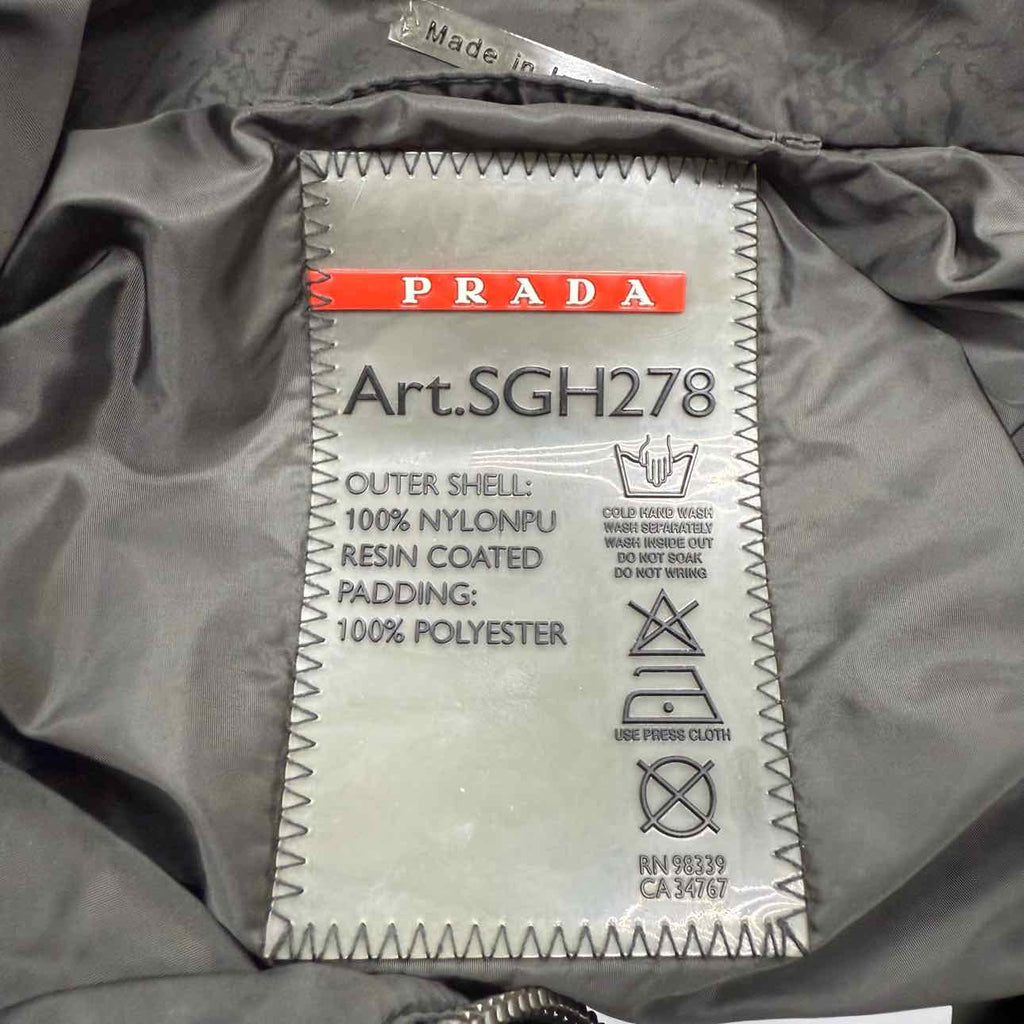 Made in
PRADA
Art.SGH278
OUTER SHELL:
100% NYLONPU
RESIN COATED
PADDING:
100% POLYESTER
COLD HAND WASH
WASH SEPARATELY
WASH INSIDE OUT
DO NOT SOAK
DO NOT WRING
USE PRESS CLOTH
RN 98339
CA 34767